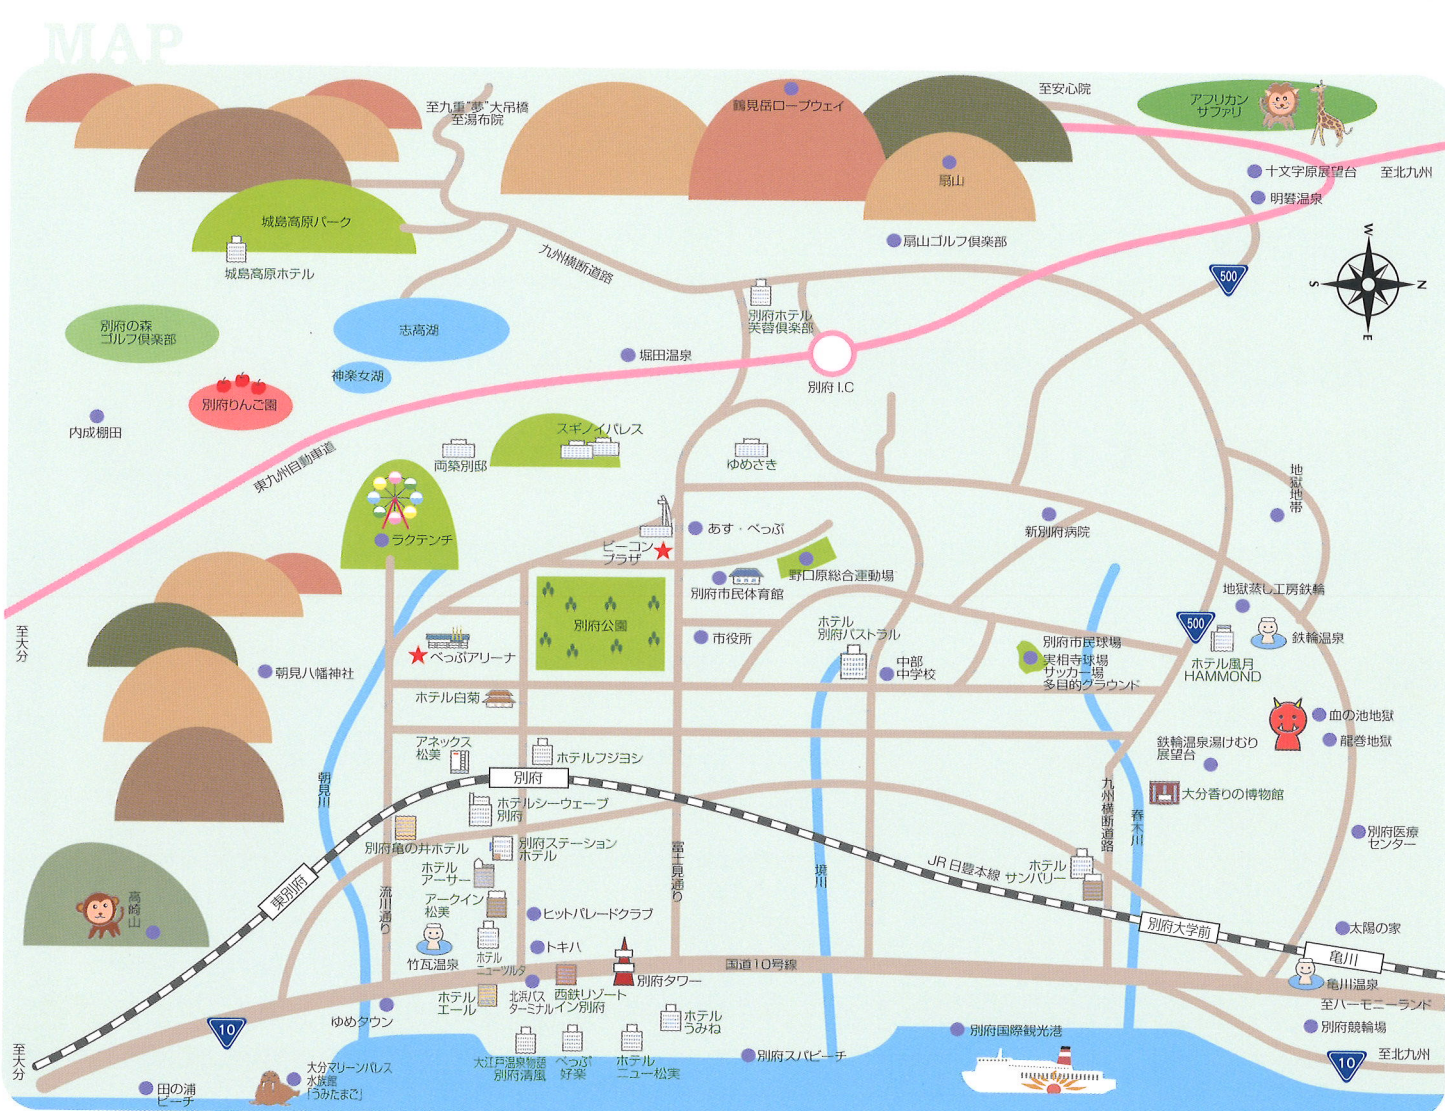 MAP
至九重"夢"大吊橋
至湯布院
鶴見岳ロープウェイ
至安心院
アフリカン
サファリ
扇山
十文字原展望台
至北九州
明礬温泉
城島高原パーク
扇山ゴルフ倶楽部
城島高原ホテル
九州横断道路
500
W
S
N
E
別府の森
ゴルフ倶楽部
志高湖
別府ホテル
芙蓉倶楽部
神楽女湖
堀田温泉
別府I.C
別府りんご園
内成棚田
東九州自動車道
スギノイパレス
両築別邸
ゆめさき
地獄地帯
ラクテンチ
ビーコン
プラザ
あす・べっぷ
新別府病院
野口原総合運動場
別府市民体育館
地獄蒸し工房鉄輪
至大分
別府公園
市役所
ホテル
別府パストラル
500
鉄輪温泉
べっぷアリーナ
朝見八幡神社
中部
中学校
別府市民球場
実相寺球場
サッカー場
多目的グラウンド
ホテル風月
HAMMOND
ホテル白菊
血の池地獄
龍巻地獄
アネックス
松美
ホテルフジヨシ
鉄輪温泉湯けむり
展望台
別府
朝見川
ホテルシーウェーブ
別府
九州横断道路
春木川
大分香りの博物館
別府亀の井ホテル
別府ステーション
ホテル
富士見通り
境川
JR日豊本線
ホテル
サンバリー
別府医療
センター
東別府
ホテル
アーサー
流川通り
アークイン
松美
高崎山
ヒットパレードクラブ
別府大学前
太陽の家
トキハ
竹瓦温泉
ホテル
ニューツルタ
国道10号線
亀川
亀川温泉
別府タワー
ホテル
エール
北浜バス
ターミナル
西鉄リゾート
イン別府
至ハーモニーランド
ゆめタウン
ホテル
うみね
別府国際観光港
別府競輪場
10
至大分
大江戸温泉物語
別府清風
べっぷ
好楽
ホテル
ニュー松実
別府スパビーチ
10
至北九州
田の浦
ビーチ
大分マリーンパレス
水族館
「うみたまご」